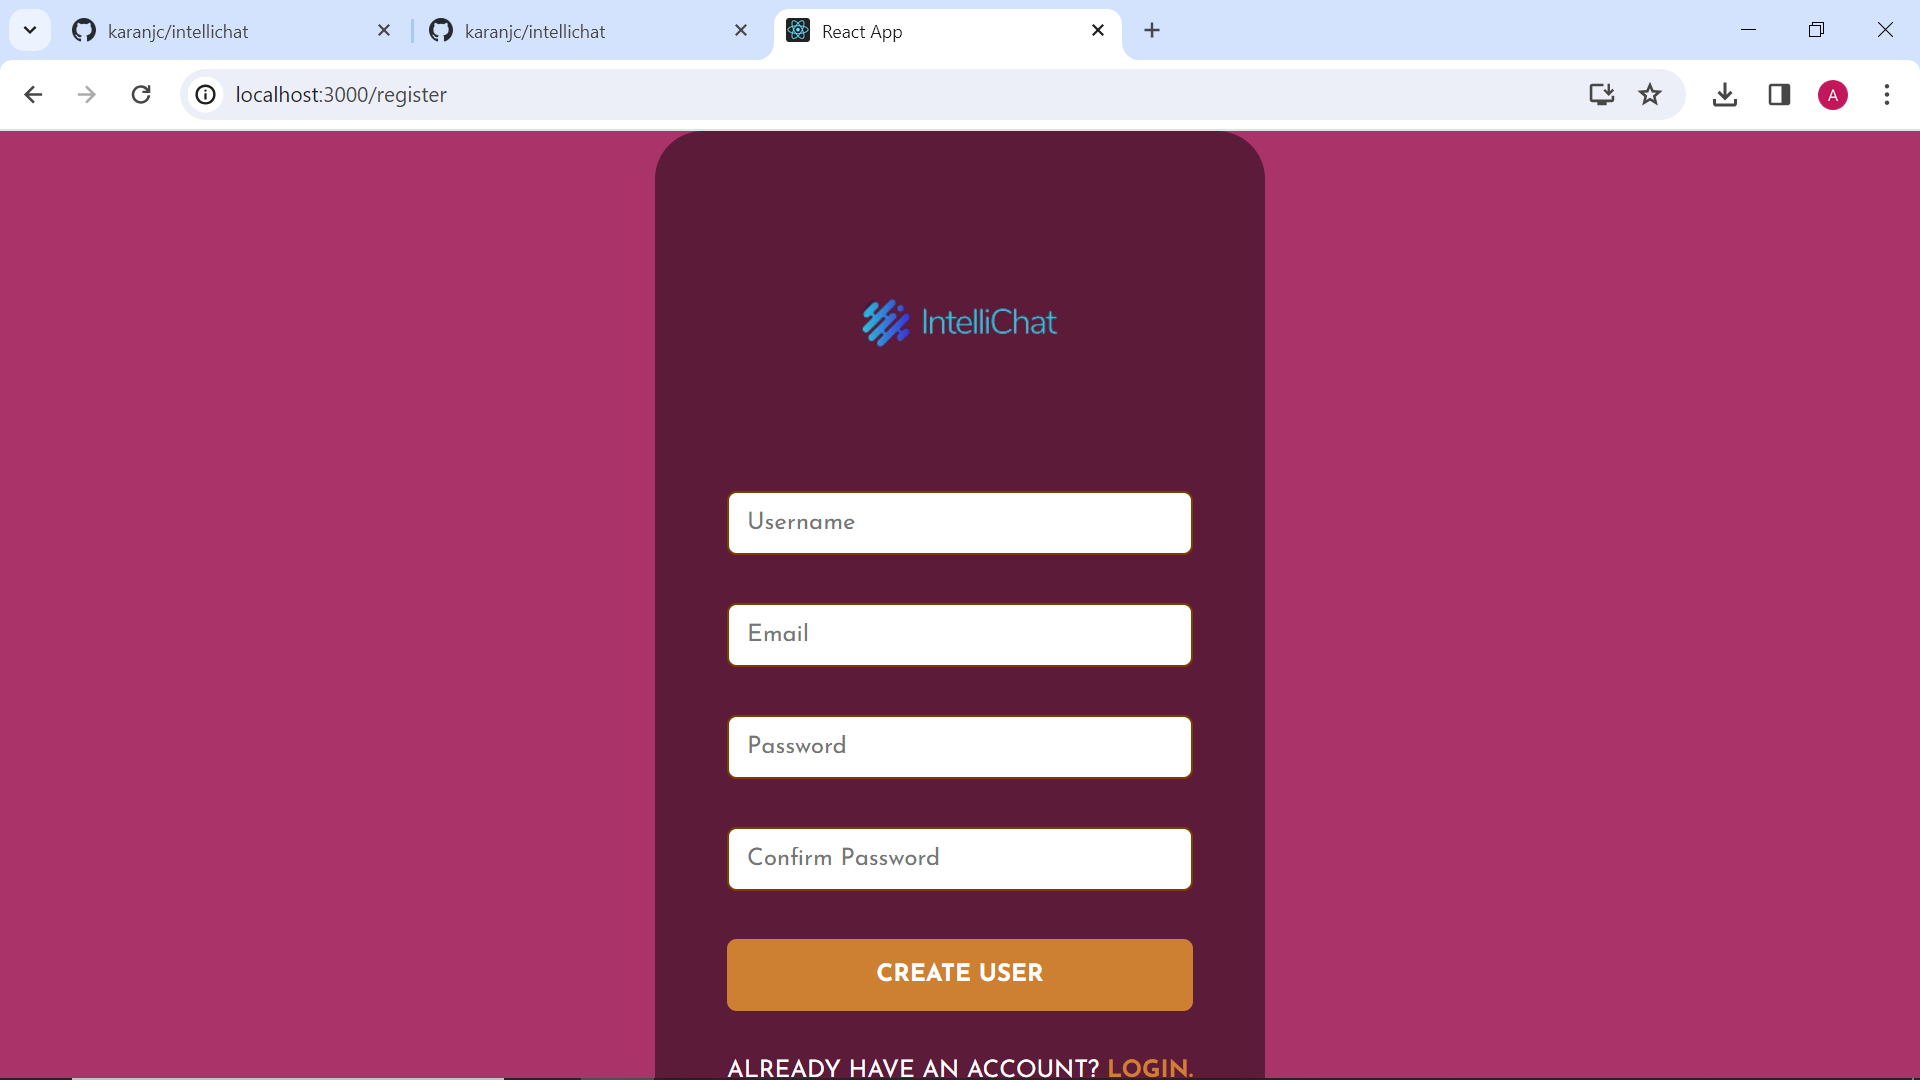 karanjc/intellichat
karanjc/intellichat
React App
localhost:3000/register
A
IntelliChat
Username
Email
Password
Confirm Password
CREATE USER
ALREADY HAVE AN ACCOUNT? LOGIN.